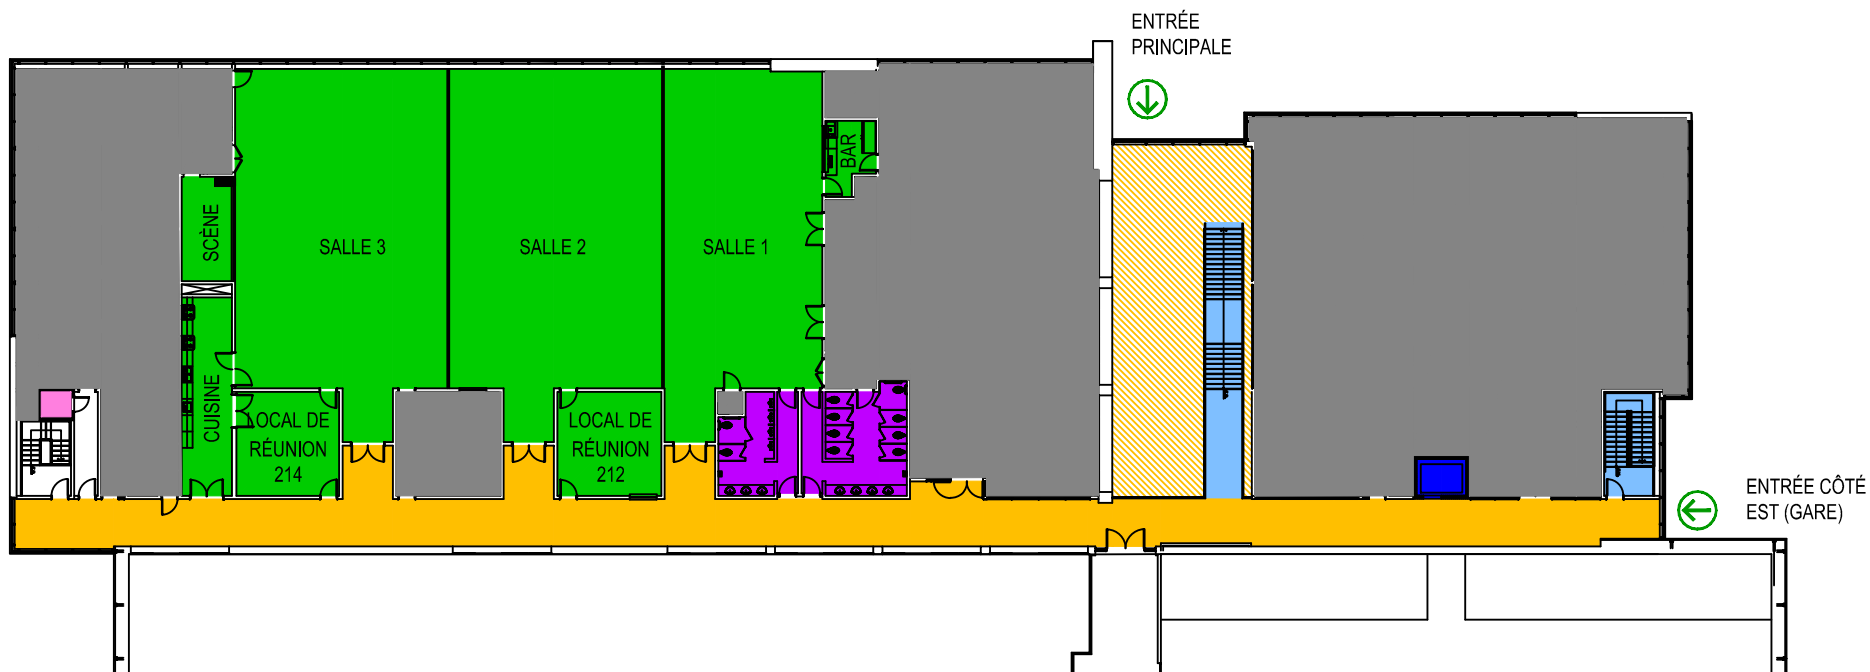 ENTRÉE
PRINCIPALE
BAR
SCÈNE
SALLE 3
SALLE 2
SALLE 1
CUISINE
LOCAL DE
RÉUNION
214
LOCAL DE
RÉUNION
212
ENTRÉE CÔTÉ
EST (GARE)